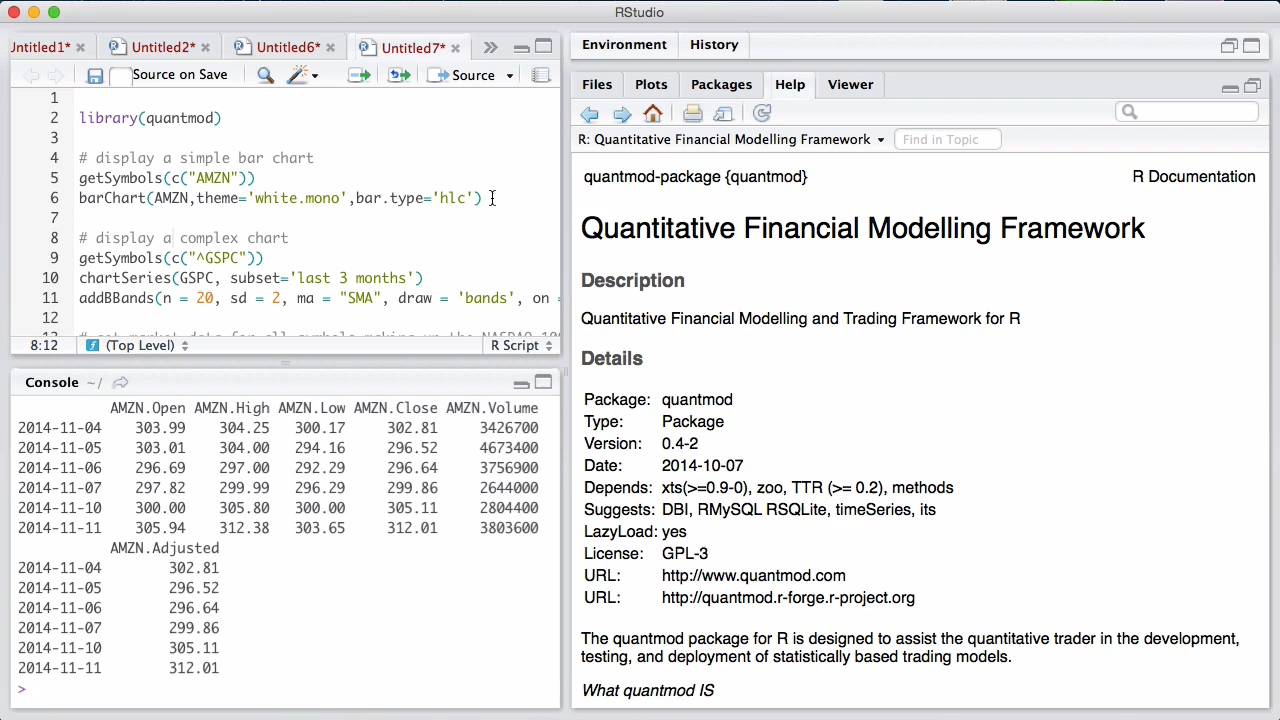 RStudio
Untitled1* Untitled2* Untitled6* Untitled7*
Source on Save Source
1
2 library(quantmod)
3
4 # display a simple bar chart
5 getSymbols(c("AMZN"))
6 barChart(AMZN,theme='white.mono',bar.type='hlc')
7
8 # display a complex chart
9 getSymbols(c("^GSPC"))
10 chartSeries(GSPC, subset='last 3 months')
11 addBBands(n = 20, sd = 2, ma = "SMA", draw = 'bands', on =
12
8:12 (Top Level) R Script
Console ~/
AMZN.Open AMZN.High AMZN.Low AMZN.Close AMZN.Volume
2014-11-04 303.99 304.25 300.17 302.81 3426700
2014-11-05 303.01 304.00 294.16 296.52 4673400
2014-11-06 296.69 297.00 292.29 296.64 3756900
2014-11-07 297.82 299.99 296.29 299.86 2644000
2014-11-10 300.00 305.80 300.00 305.11 2804400
2014-11-11 305.94 312.38 303.65 312.01 3803600
AMZN.Adjusted
2014-11-04 302.81
2014-11-05 296.52
2014-11-06 296.64
2014-11-07 299.86
2014-11-10 305.11
2014-11-11 312.01
>
Environment History
Files Plots Packages Help Viewer
R: Quantitative Financial Modelling Framework Find in Topic
quantmod-package {quantmod} R Documentation
Quantitative Financial Modelling Framework
Description
Quantitative Financial Modelling and Trading Framework for R
Details
Package: quantmod
Type: Package
Version: 0.4-2
Date: 2014-10-07
Depends: xts(>=0.9-0), zoo, TTR (>= 0.2), methods
Suggests: DBI, RMySQL RSQLite, timeSeries, its
LazyLoad: yes
License: GPL-3
URL: http://www.quantmod.com
URL: http://quantmod.r-forge.r-project.org
The quantmod package for R is designed to assist the quantitative trader in the development,
testing, and deployment of statistically based trading models.
What quantmod IS